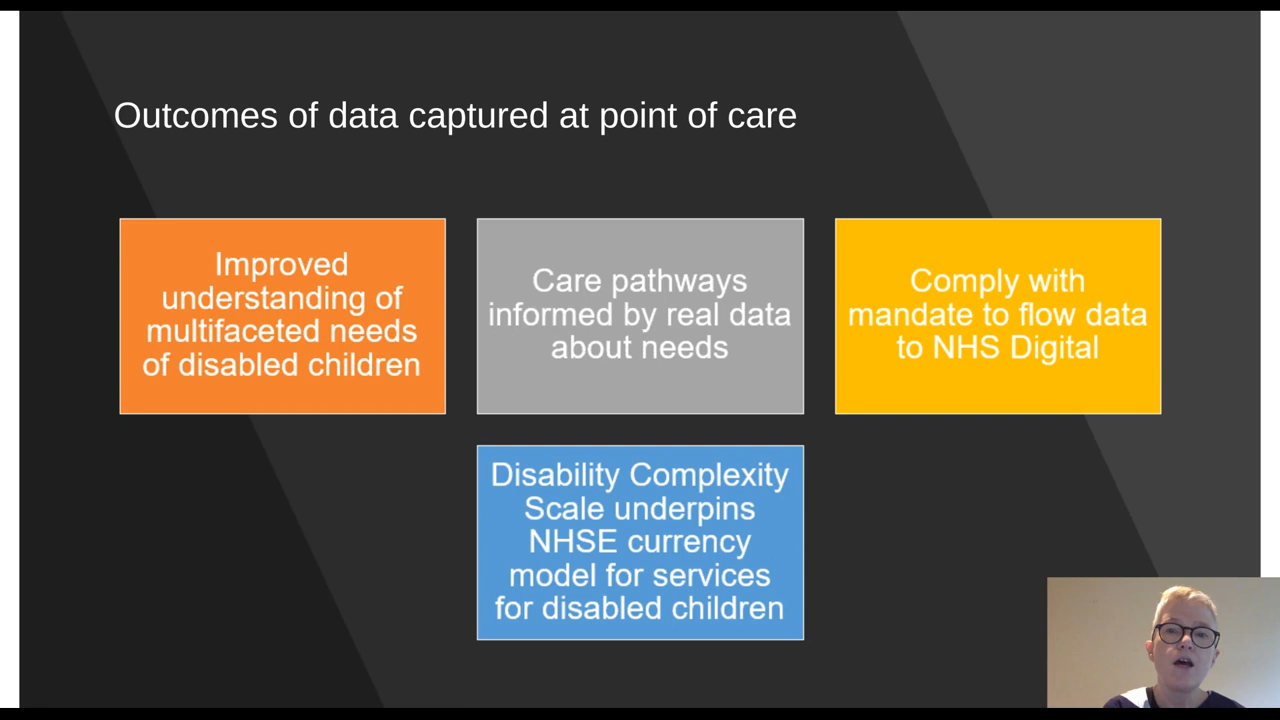 Outcomes of data captured at point of care
Improved
understanding of
multifaceted needs
of disabled children
Care pathways
informed by real data
about needs
Comply with
mandate to flow data
to NHS Digital
Disability Complexity
Scale underpins
NHSE currency
model for services
for disabled children